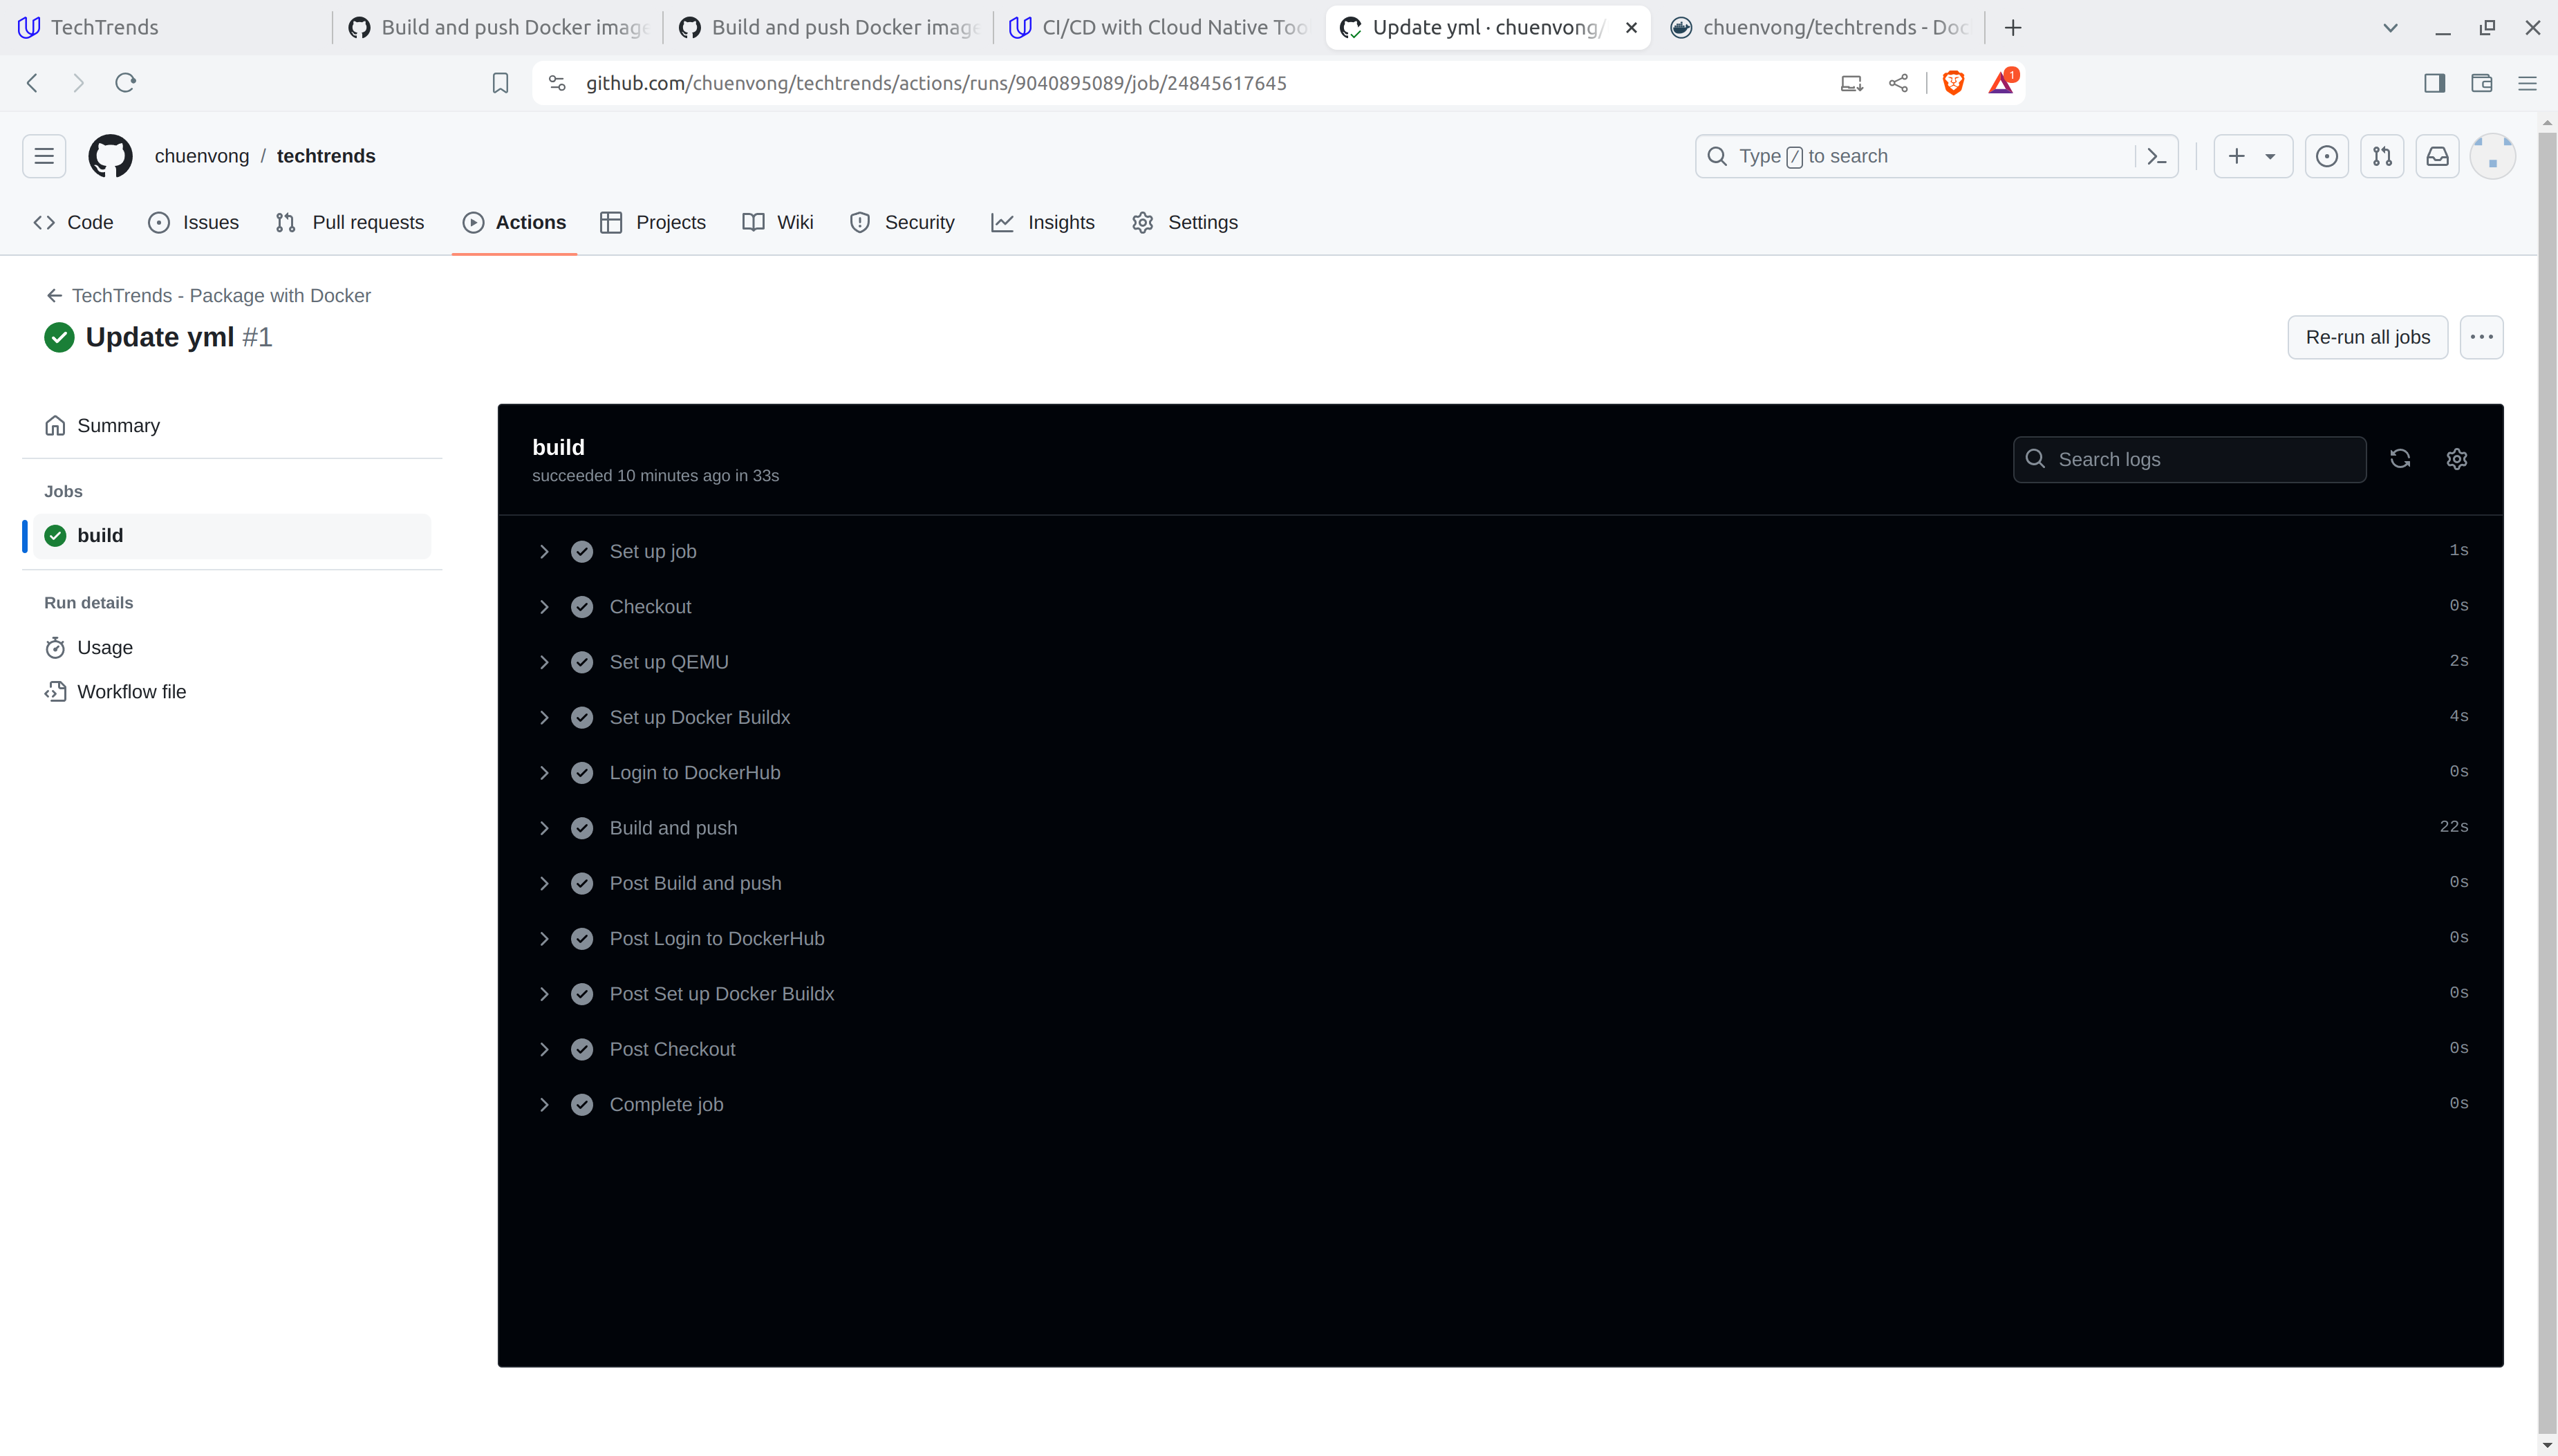 TechTrends
Build and push Docker image
Build and push Docker image
CI/CD with Cloud Native Too
Update yml · chuenvong/
chuenvong/techtrends - Doc
github.com/chuenvong/techtrends/actions/runs/9040895089/job/24845617645
1
chuenvong / techtrends
Type / to search
Code
Issues
Pull requests
Actions
Projects
Wiki
Security
Insights
Settings
TechTrends - Package with Docker
Update yml #1
Re-run all jobs
Summary
Jobs
build
Run details
Usage
Workflow file
build
succeeded 10 minutes ago in 33s
Search logs
Set up job 1s
Checkout 0s
Set up QEMU 2s
Set up Docker Buildx 4s
Login to DockerHub 0s
Build and push 22s
Post Build and push 0s
Post Login to DockerHub 0s
Post Set up Docker Buildx 0s
Post Checkout 0s
Complete job 0s